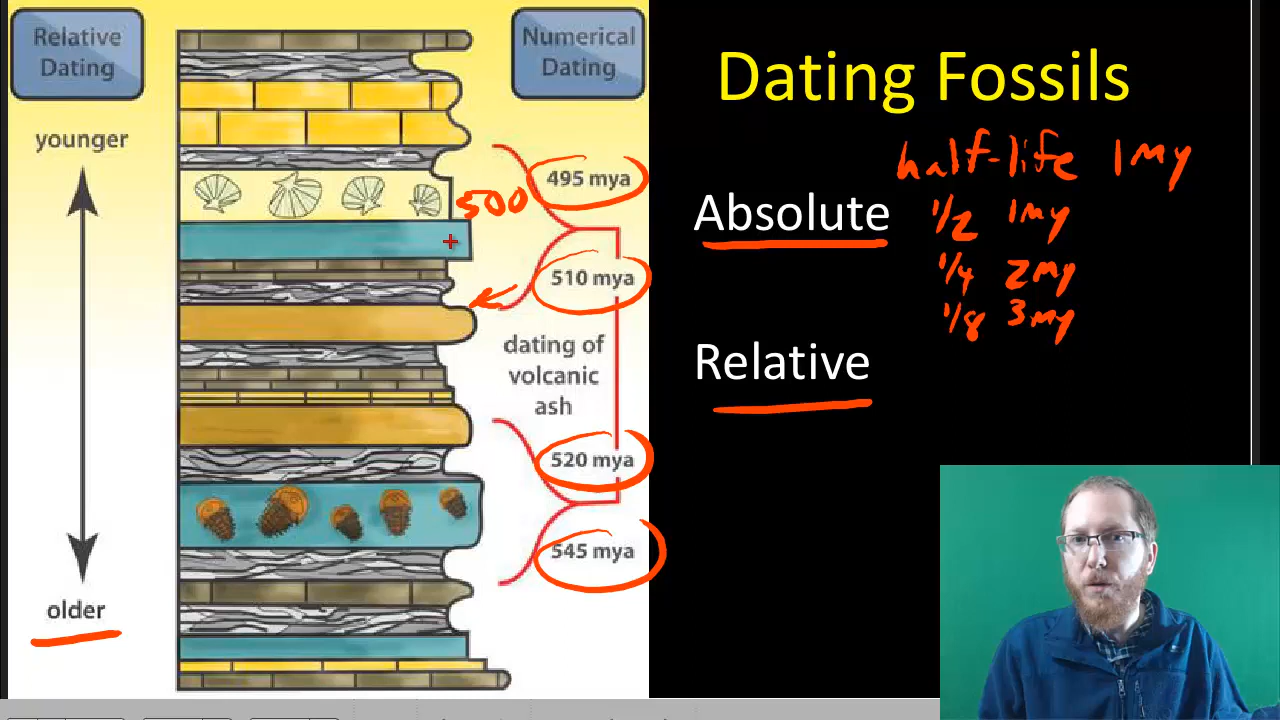 Relative
Dating
younger
older
Numerical
Dating
495 mya
500
510 mya
dating of
volcanic
ash
520 mya
545 mya
Dating Fossils
half-life 1my
Absolute
1/2 1my
1/4 2my
1/8 3my
Relative